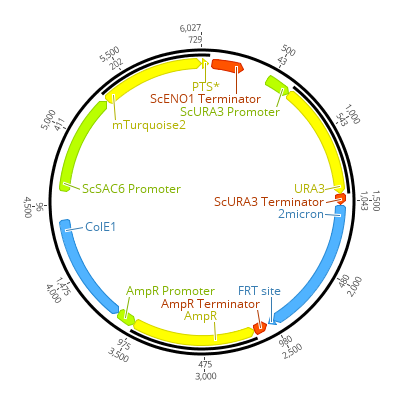 6,027
729
500
43
1,000
543
1,500
1,043
2,000
480
2,500
980
3,000
475
3,500
975
4,000
1,475
4,500
96
5,000
411
5,500
202
PTS*
ScENO1 Terminator
ScURA3 Promoter
mTurquoise2
URA3
ScSAC6 Promoter
ScURA3 Terminator
2micron
ColE1
AmpR Promoter
FRT site
AmpR Terminator
AmpR